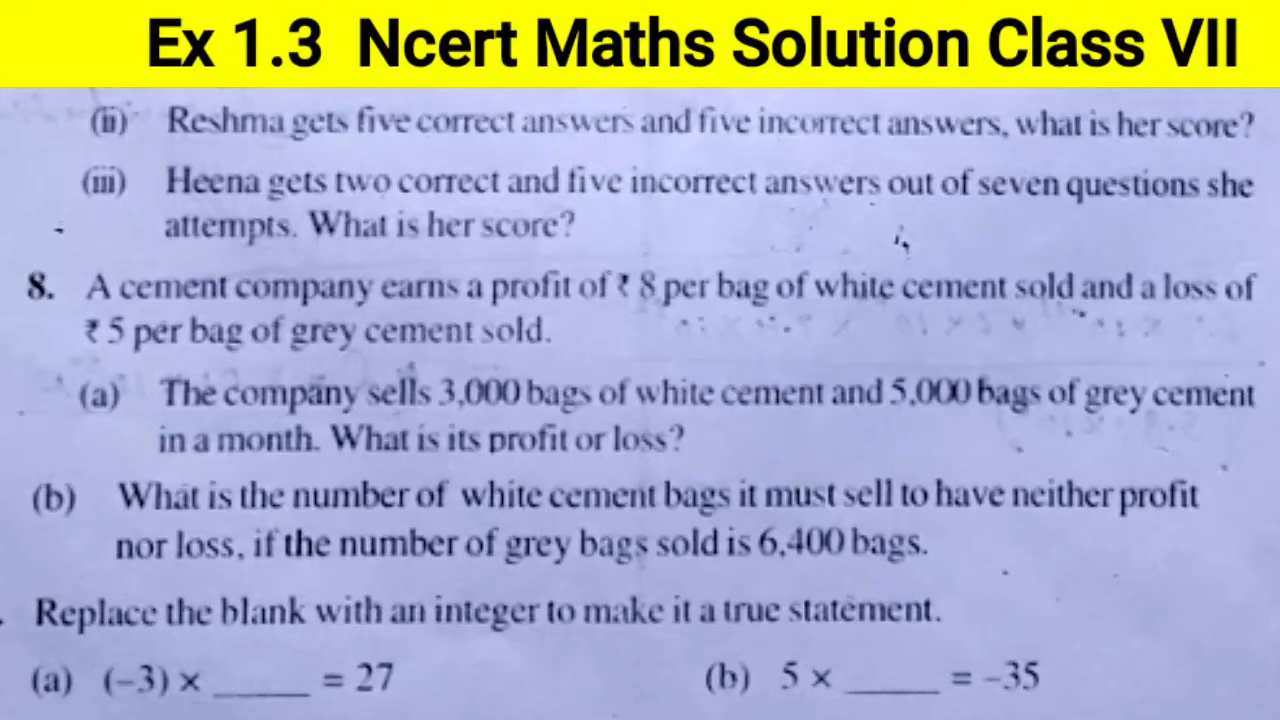 Ex 1.3 Ncert Maths Solution Class VII
(ii) Reshma gets five correct answers and five incorrect answers, what is her score?
(iii) Heena gets two correct and five incorrect answers out of seven questions she
attempts. What is her score?
8. A cement company earns a profit of ₹ 8 per bag of white cement sold and a loss of
₹ 5 per bag of grey cement sold.
(a) The company sells 3,000 bags of white cement and 5,000 bags of grey cement
in a month. What is its profit or loss?
(b) What is the number of white cement bags it must sell to have neither profit
nor loss, if the number of grey bags sold is 6,400 bags.
Replace the blank with an integer to make it a true statement.
(a) (–3) × _____ = 27 (b) 5 × _____ = –35